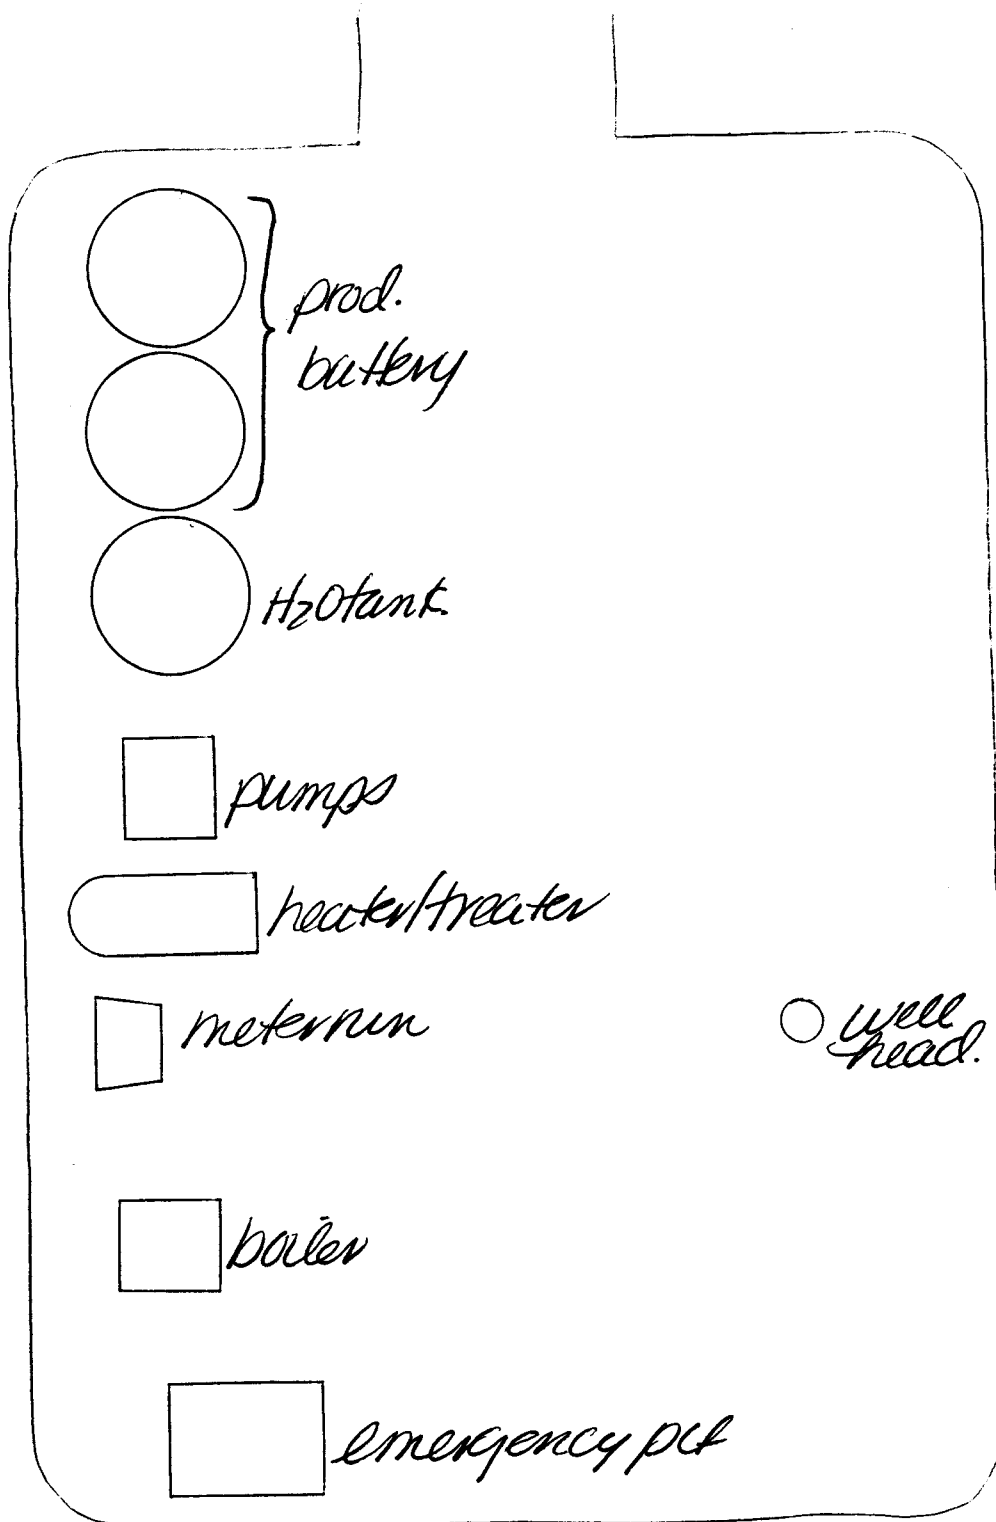 prod.
battery
H₂O tank.
pumps
heater/treater
meter run
well
head.
boiler
emergency pit